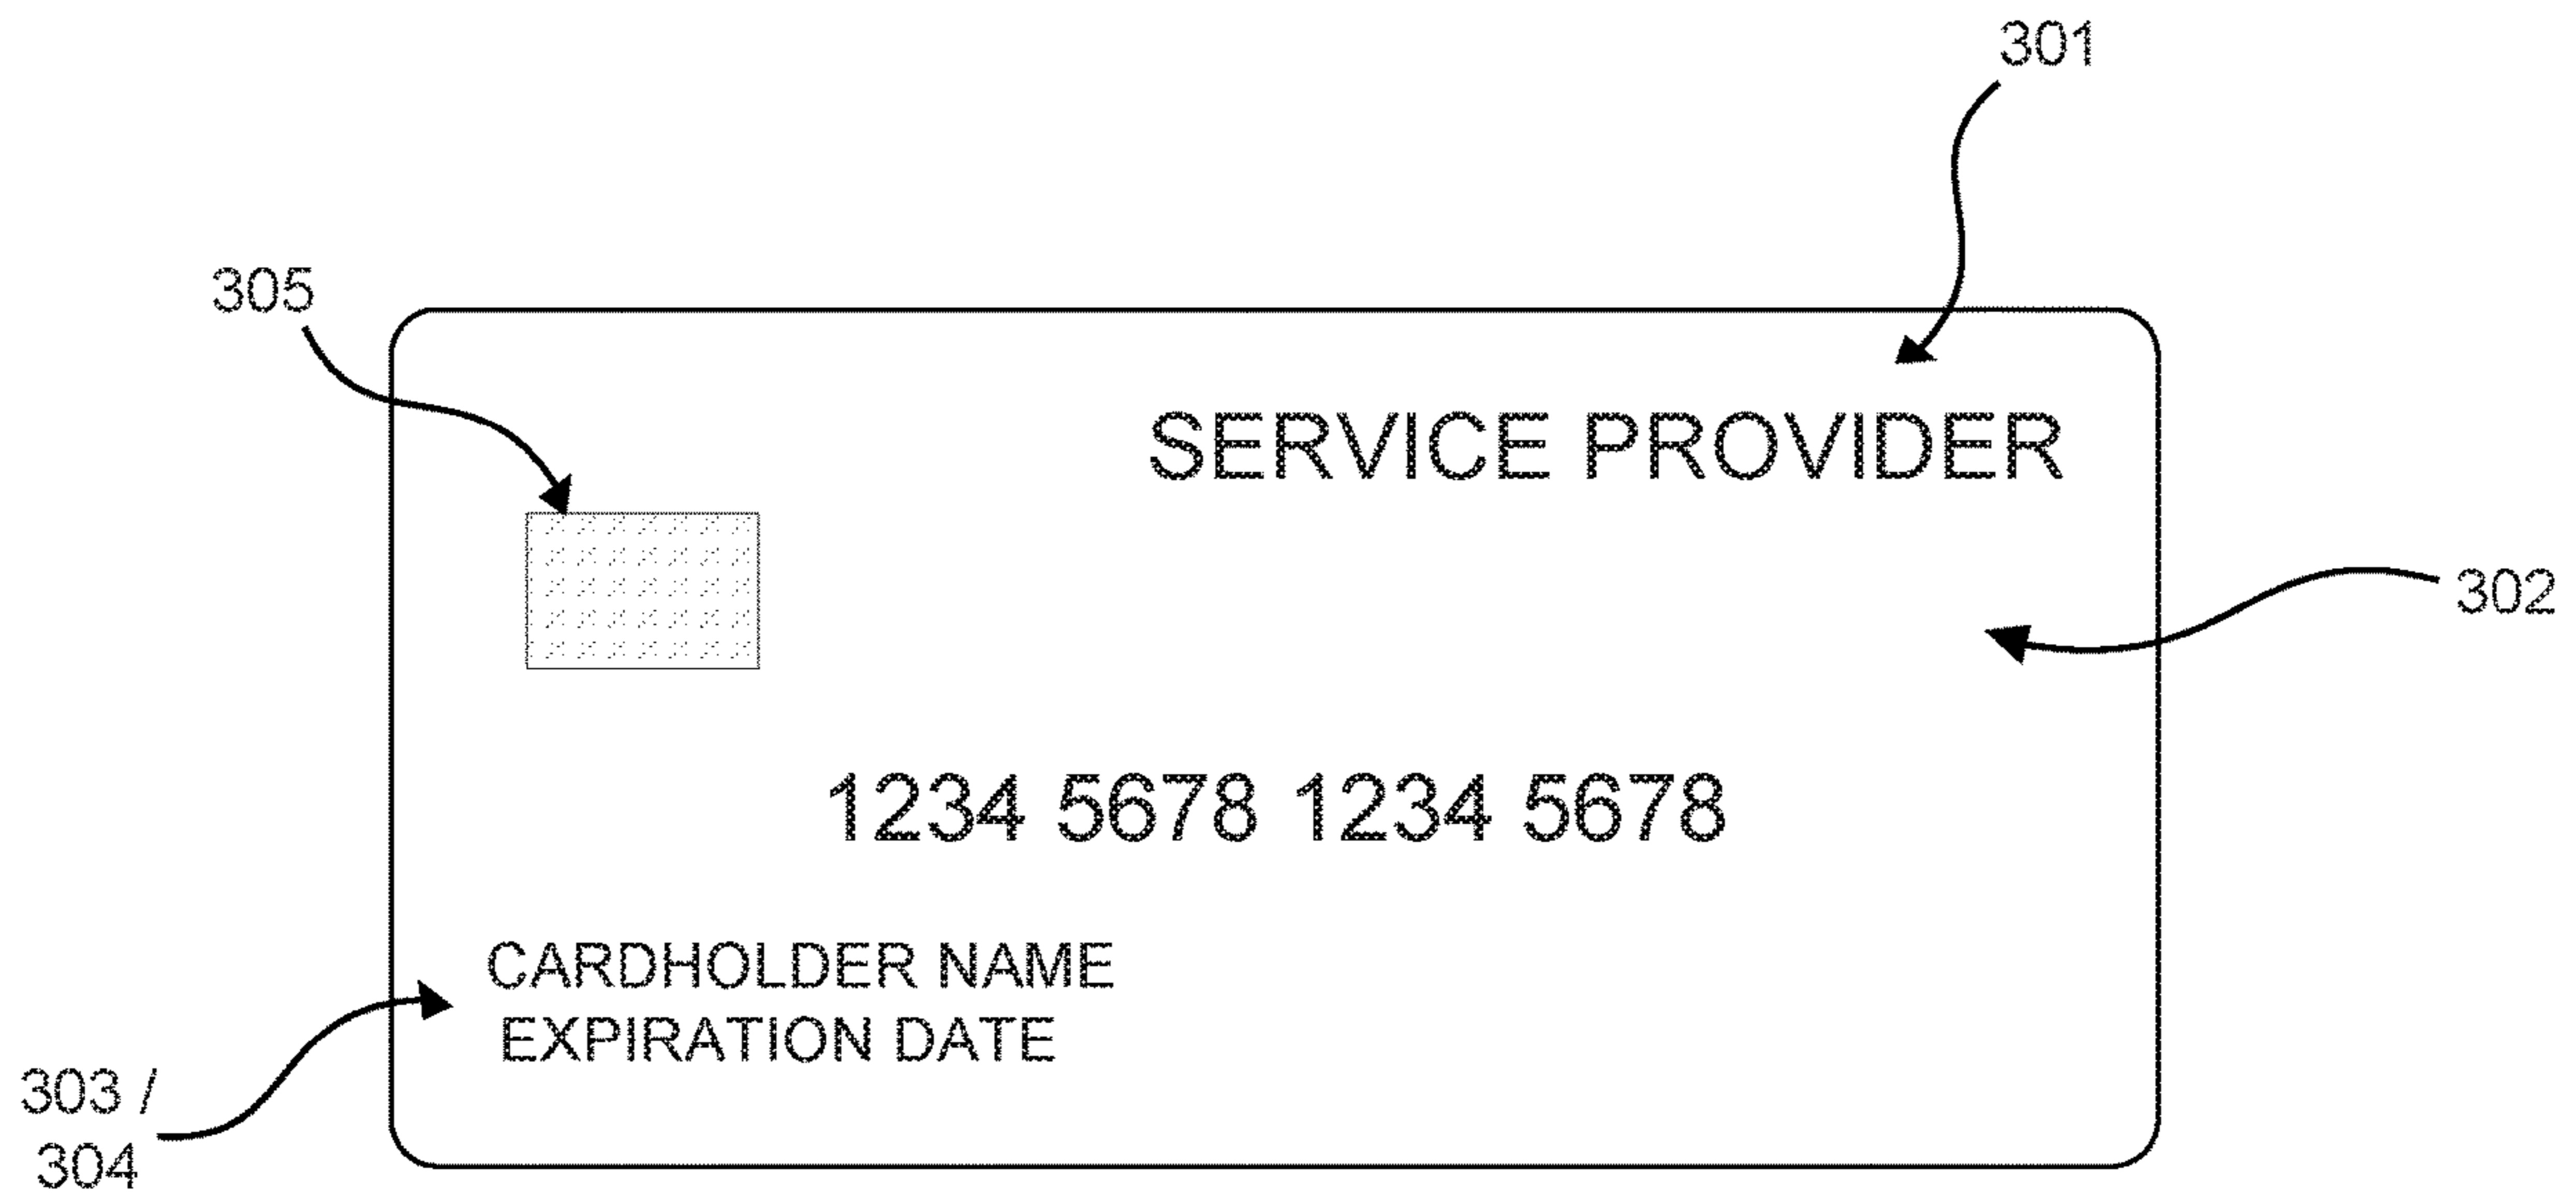 301
305
SERVICE PROVIDER
302
1234 5678 1234 5678
CARDHOLDER NAME
EXPIRATION DATE
303 /
304